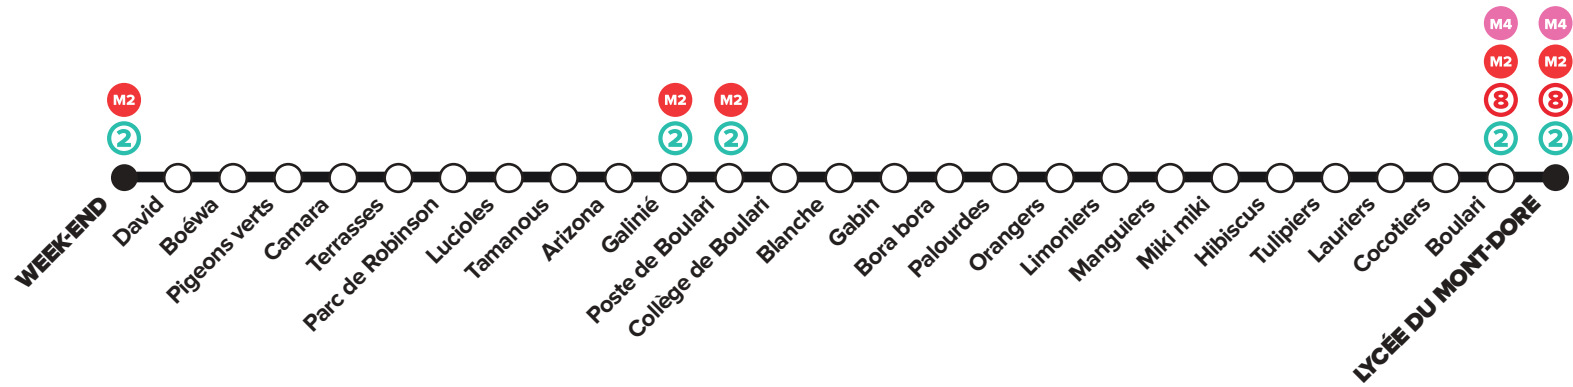 M4
M4
M2
M2
M2
M2
M2
8
8
2
2
2
2
2
WEEK-END
David
Boéwa
Pigeons verts
Camara
Terrasses
Parc de Robinson
Lucioles
Tamanous
Arizona
Galinié
Poste de Boulari
Collège de Boulari
Blanche
Gabin
Bora bora
Palourdes
Orangers
Limoniers
Manguiers
Miki miki
Hibiscus
Tulipiers
Lauriers
Cocotiers
Boulari
LYCÉE DU MONT-DORE